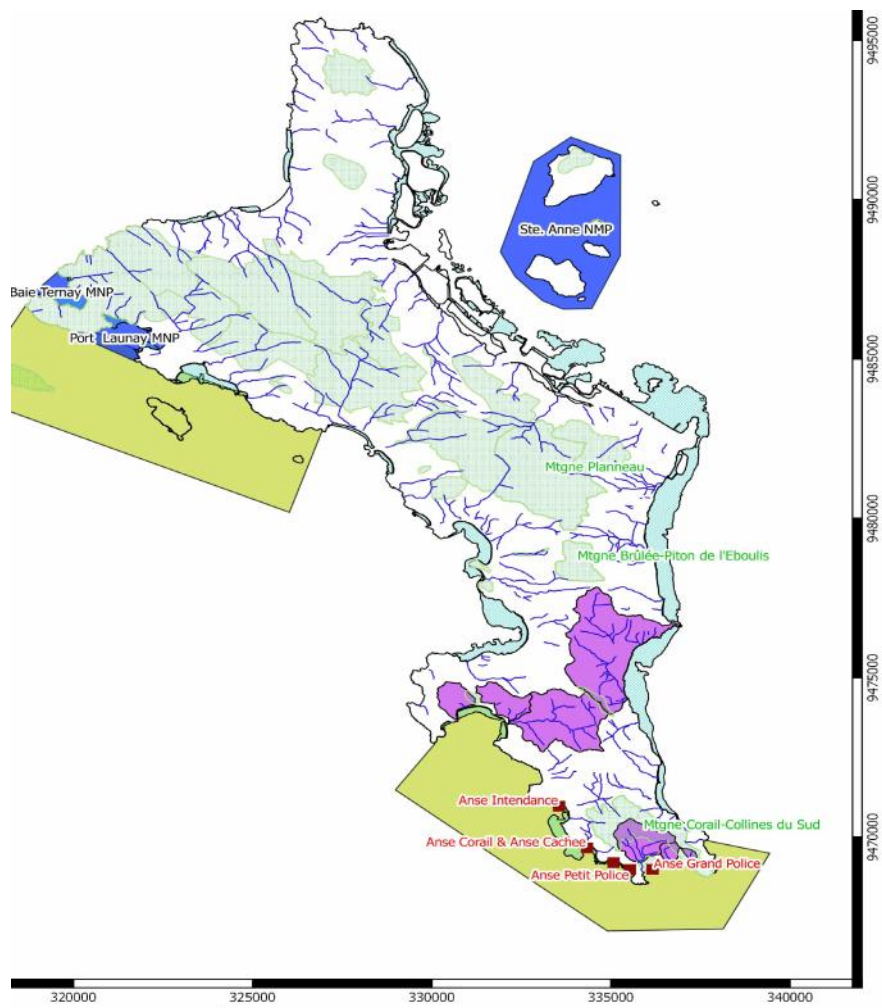 9495000
9490000
Ste. Anne NMP
Baie Ternay MNP
Port Launay MNP
9485000
Mtgne Planneau
9480000
Mtgne Brûlée-Piton de l'Eboulis
9475000
Anse Intendance
Mtgne Corail-Collines du Sud
9470000
Anse Corail & Anse Cachee
Anse Grand Police
Anse Petit Police
320000 325000 330000 335000 340000